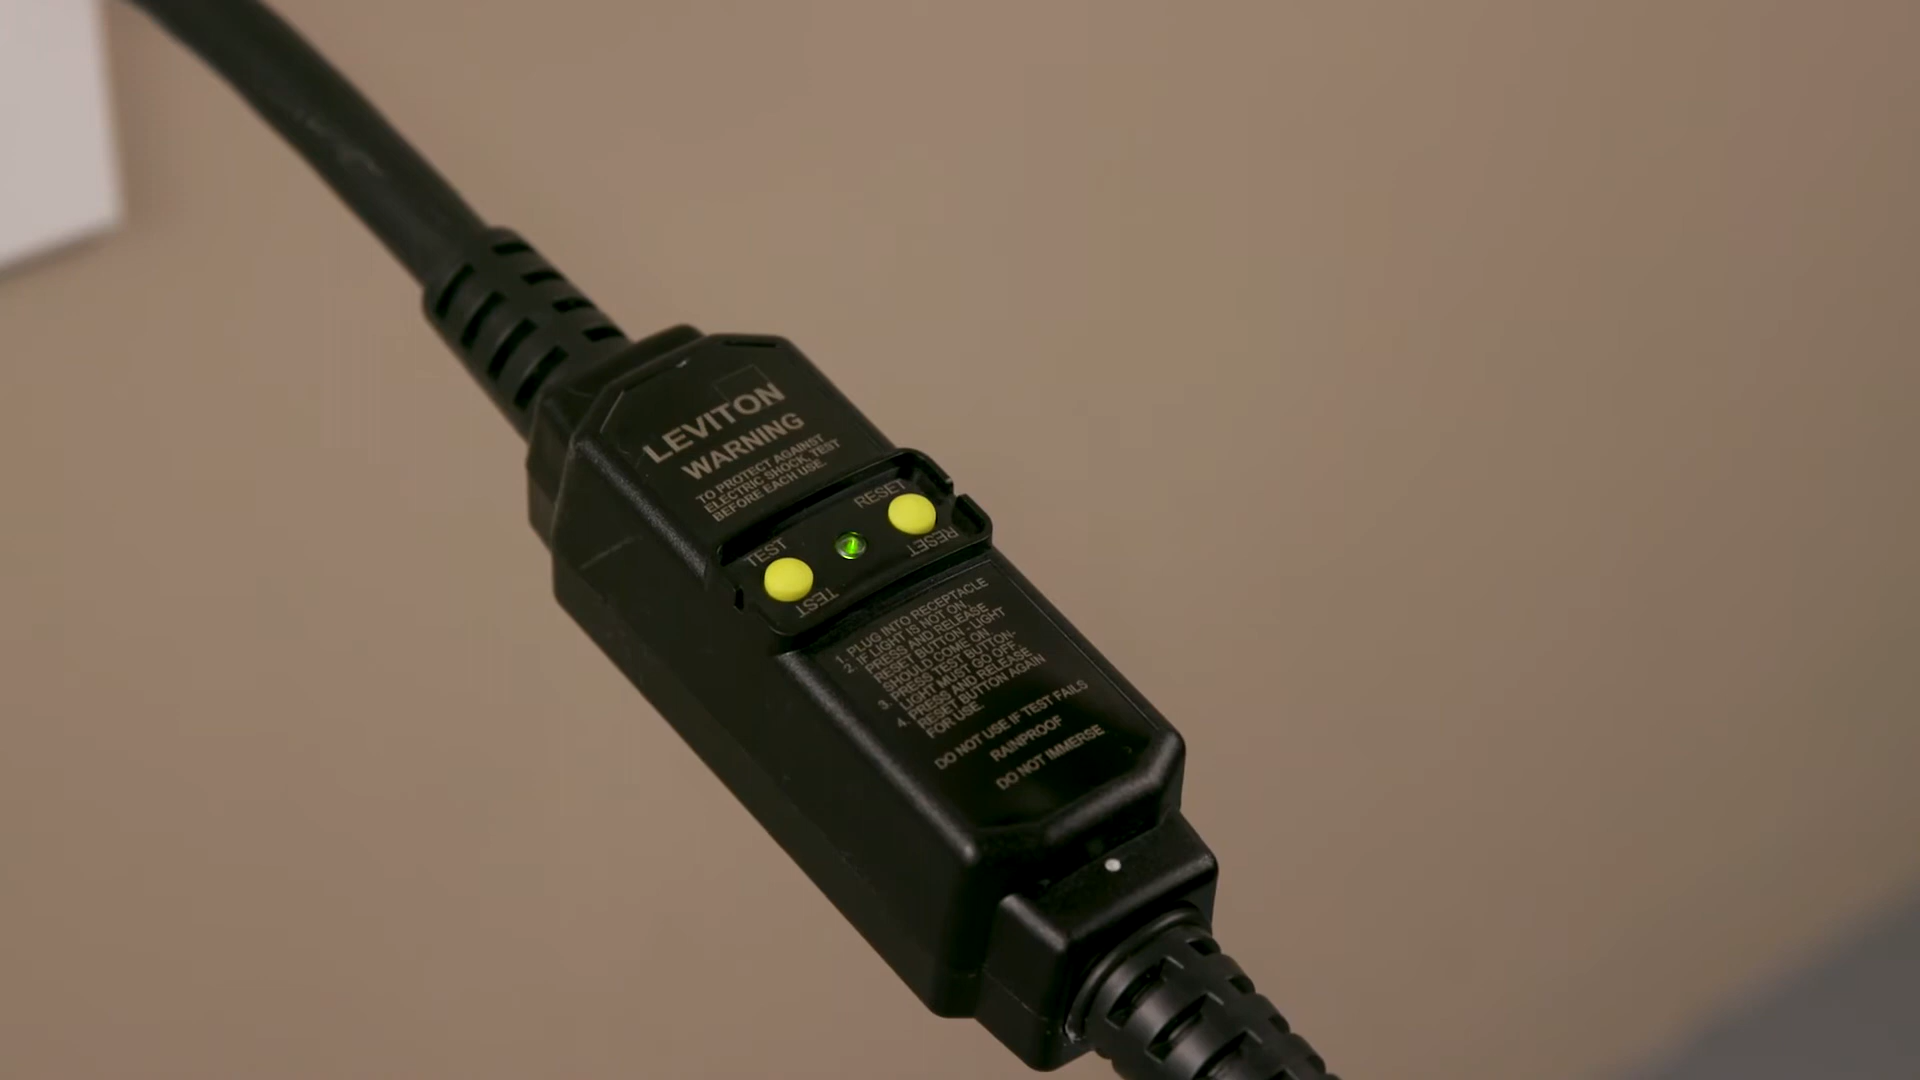 LEVITON
WARNING
TO PROTECT AGAINST
ELECTRIC SHOCK, TEST
BEFORE EACH USE.
TEST
RESET
TEST
RESET
1. PLUG INTO RECEPTACLE
2. IF LIGHT IS NOT ON,
PRESS AND RELEASE
RESET BUTTON - LIGHT
SHOULD COME ON
3. PRESS TEST BUTTON-
LIGHT MUST GO OFF
4. PRESS AND RELEASE
RESET BUTTON AGAIN
FOR USE.
DO NOT USE IF TEST FAILS
RAINPROOF
DO NOT IMMERSE